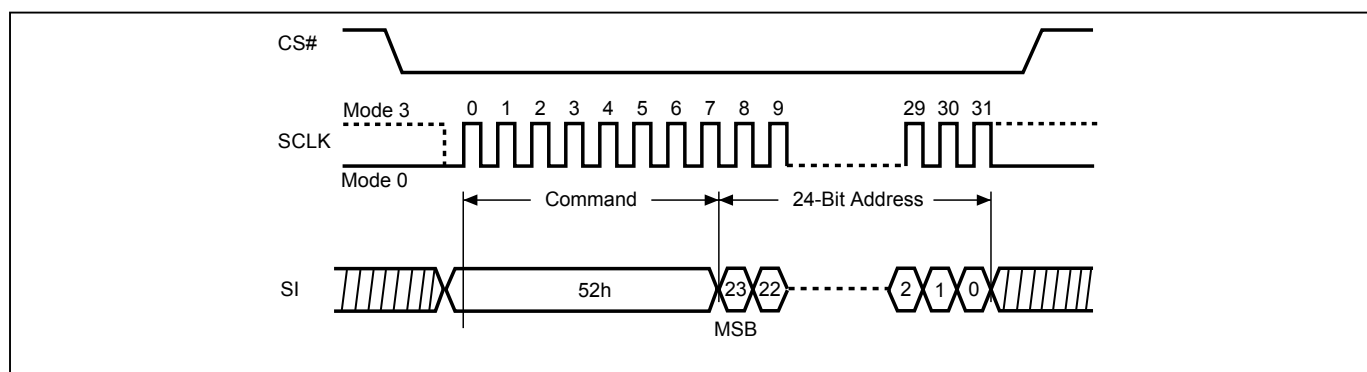 CS#
Mode 3 0 1 2 3 4 5 6 7 8 9 29 30 31
SCLK
Mode 0
Command 24-Bit Address
SI 52h 23 22 2 1 0
MSB